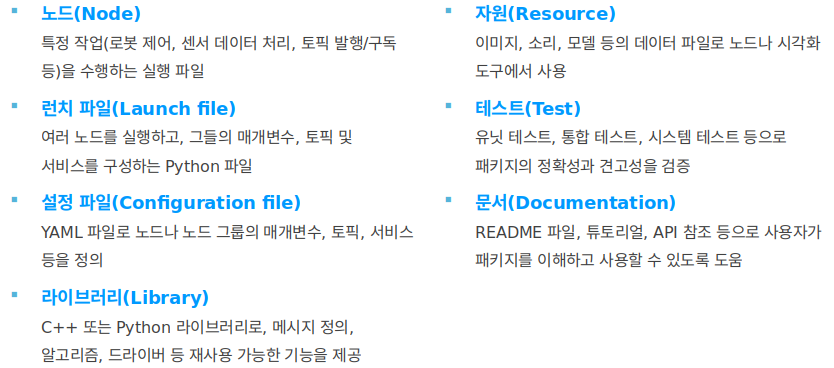 노드(Node)
특정 작업(로봇 제어, 센서 데이터 처리, 토픽 발행/구독
등)을 수행하는 실행 파일
런치 파일(Launch file)
여러 노드를 실행하고, 그들의 매개변수, 토픽 및
서비스를 구성하는 Python 파일
설정 파일(Configuration file)
YAML 파일로 노드나 노드 그룹의 매개변수, 토픽, 서비스
등을 정의
라이브러리(Library)
C++ 또는 Python 라이브러리로, 메시지 정의,
알고리즘, 드라이버 등 재사용 가능한 기능을 제공
자원(Resource)
이미지, 소리, 모델 등의 데이터 파일로 노드나 시각화
도구에서 사용
테스트(Test)
유닛 테스트, 통합 테스트, 시스템 테스트 등으로
패키지의 정확성과 견고성을 검증
문서(Documentation)
README 파일, 튜토리얼, API 참조 등으로 사용자가
패키지를 이해하고 사용할 수 있도록 도움